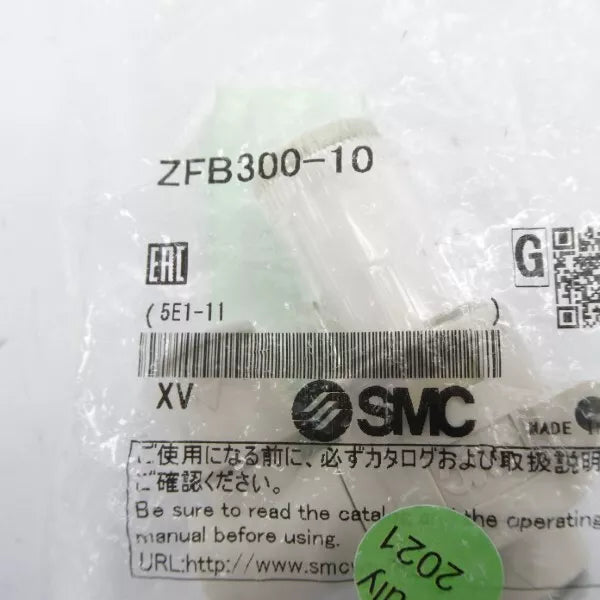 ZFB300-10
EAC
G
(5E1-11 )
XV
SMC
MADE
ご使用になる前に、必ずカタログおよび取扱説明
ご確認ください。
Be sure to read the and the operating
manual before using.
URL:http://www.smc
2021